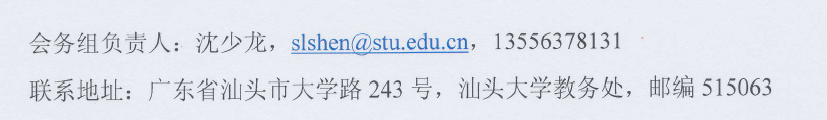 会务组负责人：沈少龙，slshen@stu.edu.cn，13556378131
联系地址：广东省汕头市大学路 243 号，汕头大学教务处，邮编 515063